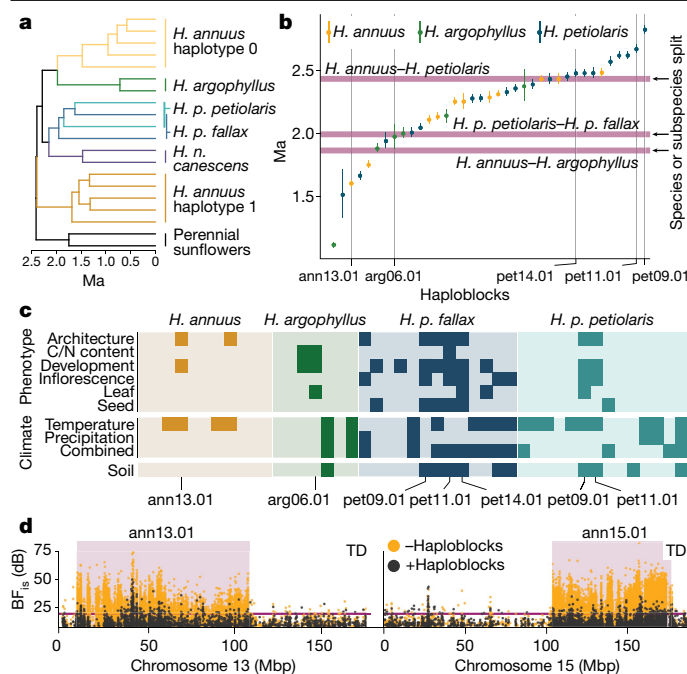 a
H. annuus
haplotype 0
H. argophyllus
H. p. petiolaris
H. p. fallax
H. n.
canescens
H. annuus
haplotype 1
Perennial
sunflowers
2.5 2.0 1.5 1.0 0.5 0
Ma
b
H. annuus H. argophyllus H. petiolaris
2.5
2.0
1.5
Ma
H. annuus–H. petiolaris
H. p. petiolaris–H. p. fallax
H. annuus–H. argophyllus
Species or subspecies split
ann13.01 arg06.01 pet14.01 pet11.01 pet09.01
Haploblocks
c
H. annuus H. argophyllus H. p. fallax H. p. petiolaris
Phenotype
Architecture
C/N content
Development
Inflorescence
Leaf
Seed
Climate
Temperature
Precipitation
Combined
Soil
ann13.01 arg06.01 pet09.01 pet11.01 pet14.01 pet09.01 pet11.01
d
ann13.01 ann15.01
TD TD
–Haploblocks
+Haploblocks
BFis (dB)
75
50
25
0 50 100 150 0 50 100 150
Chromosome 13 (Mbp) Chromosome 15 (Mbp)